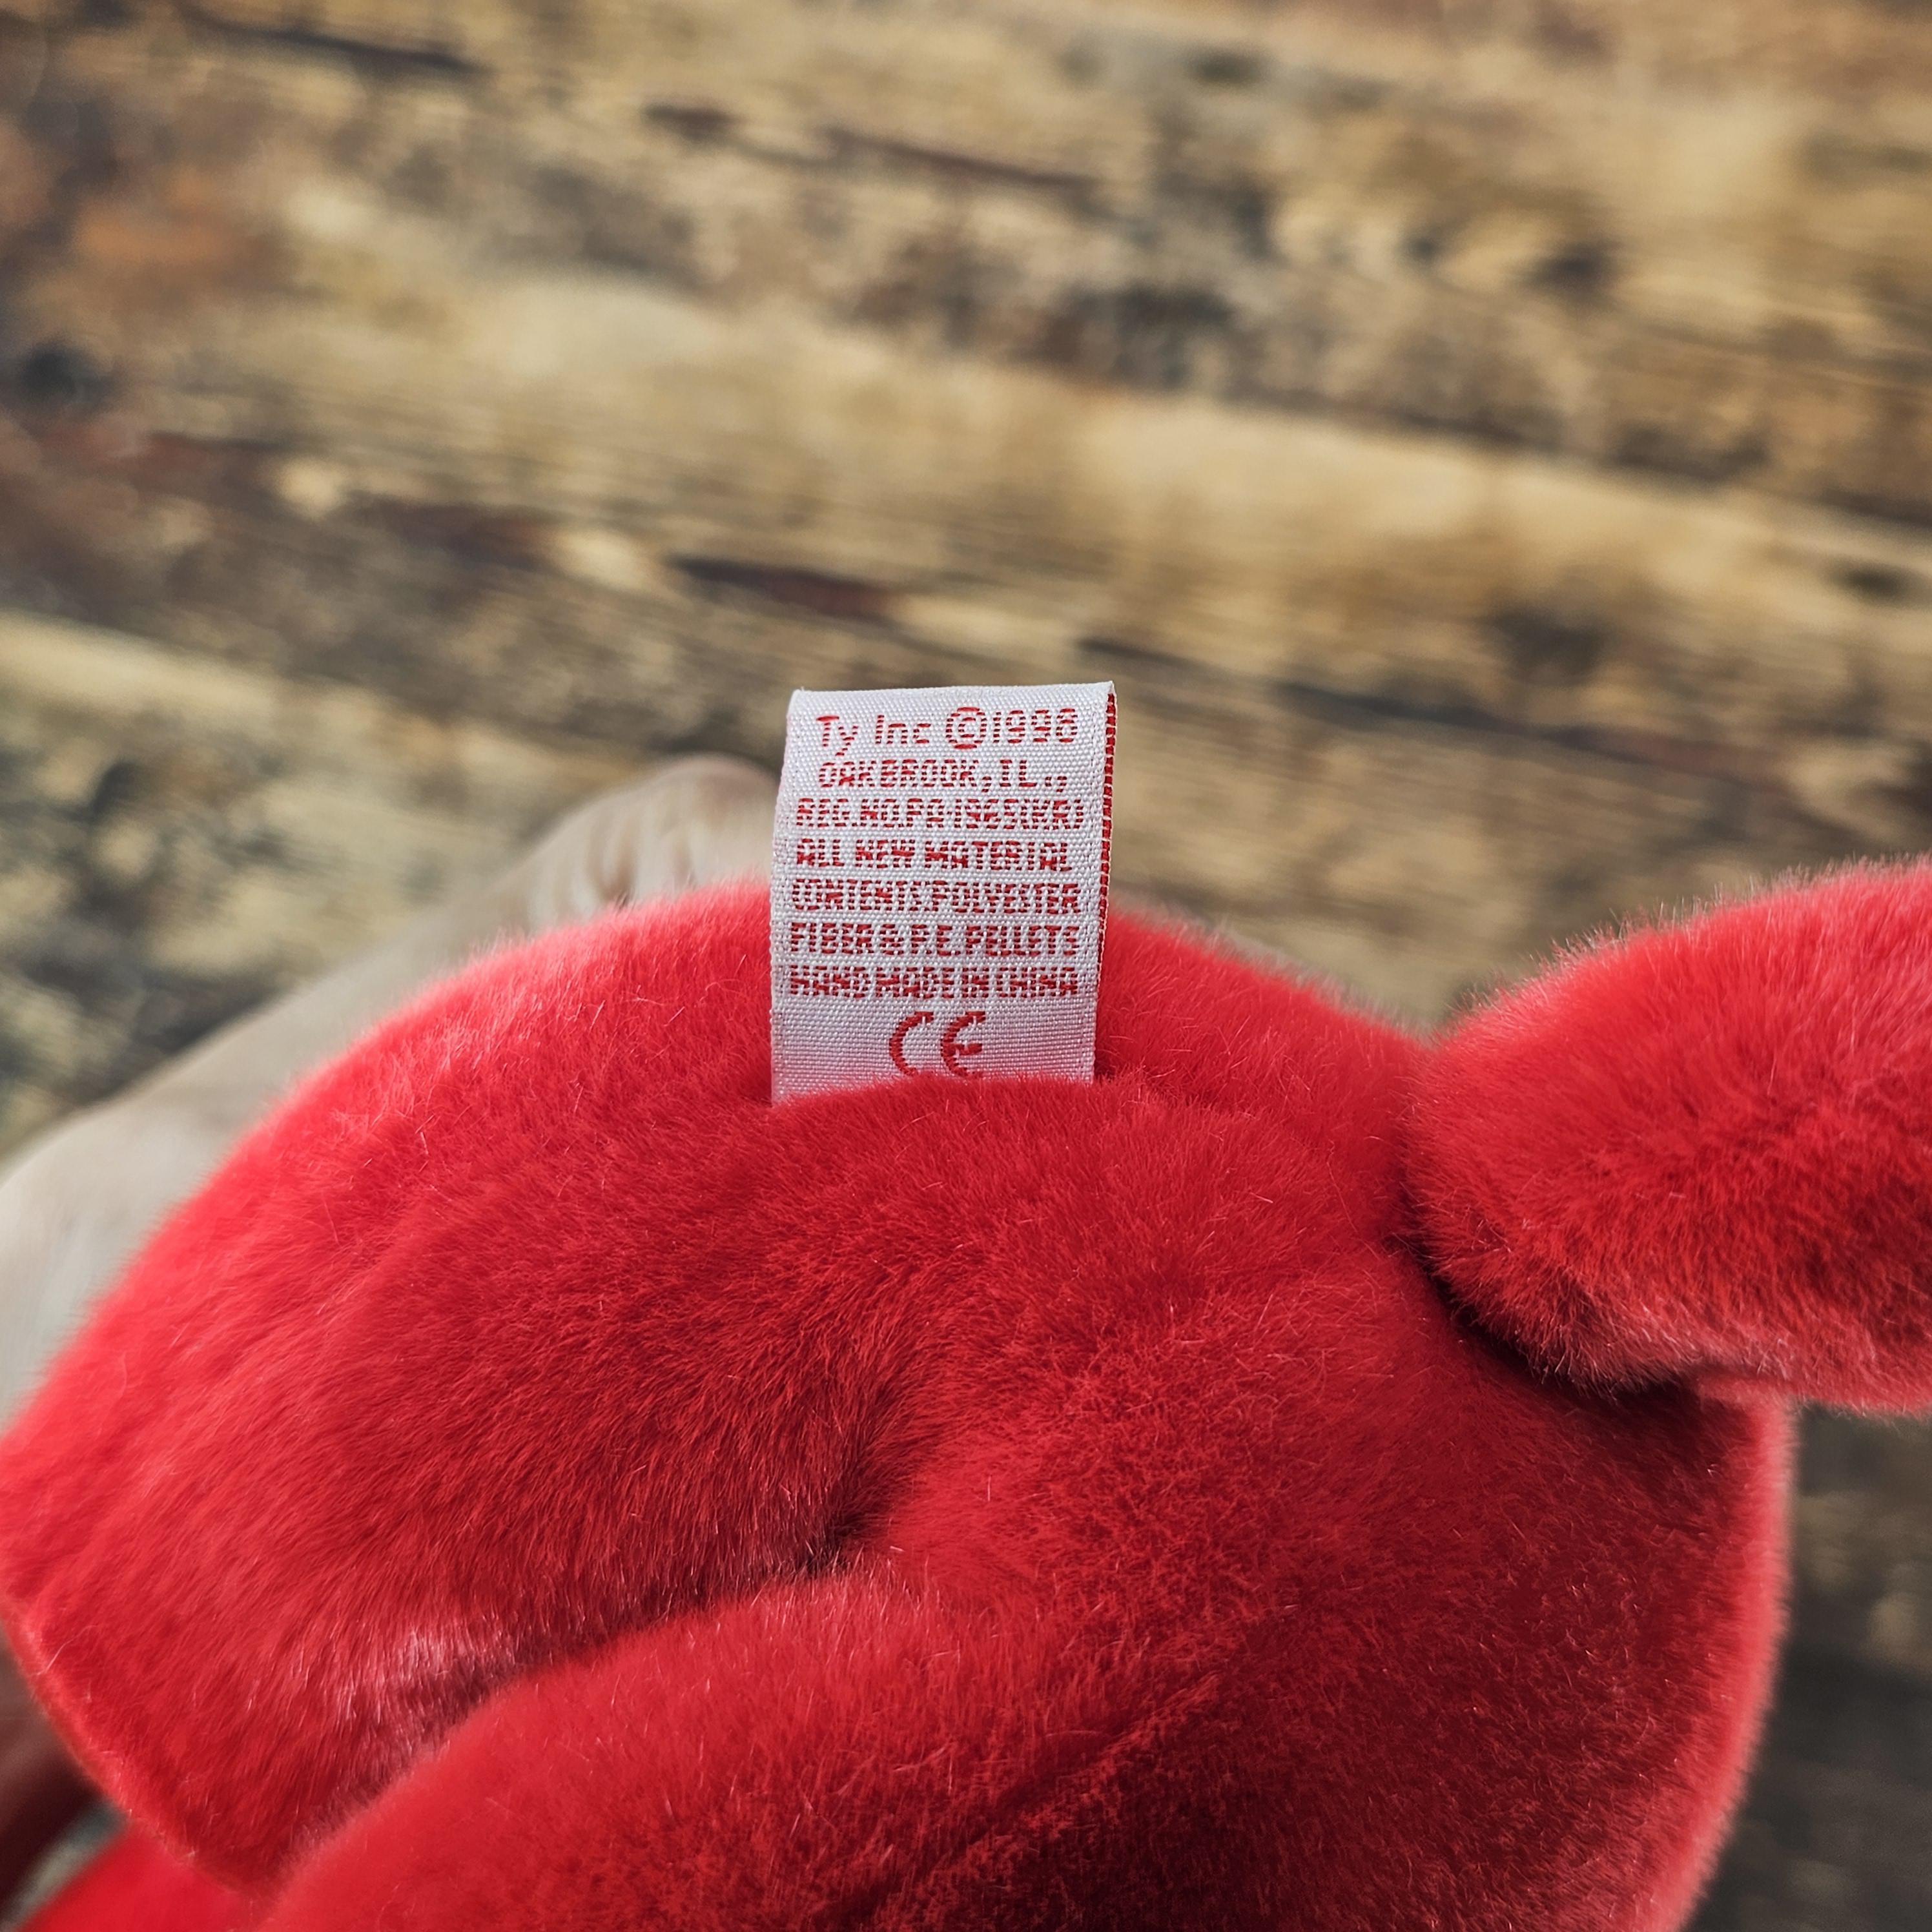 Ty Inc ©1998
OAKBROOK,IL.,
REG.NO.PA·1965(KR)
ALL NEW MATERIAL
CONTENTS:POLYESTER
FIBER & P.E.PELLETS
HAND MADE IN CHINA
CE